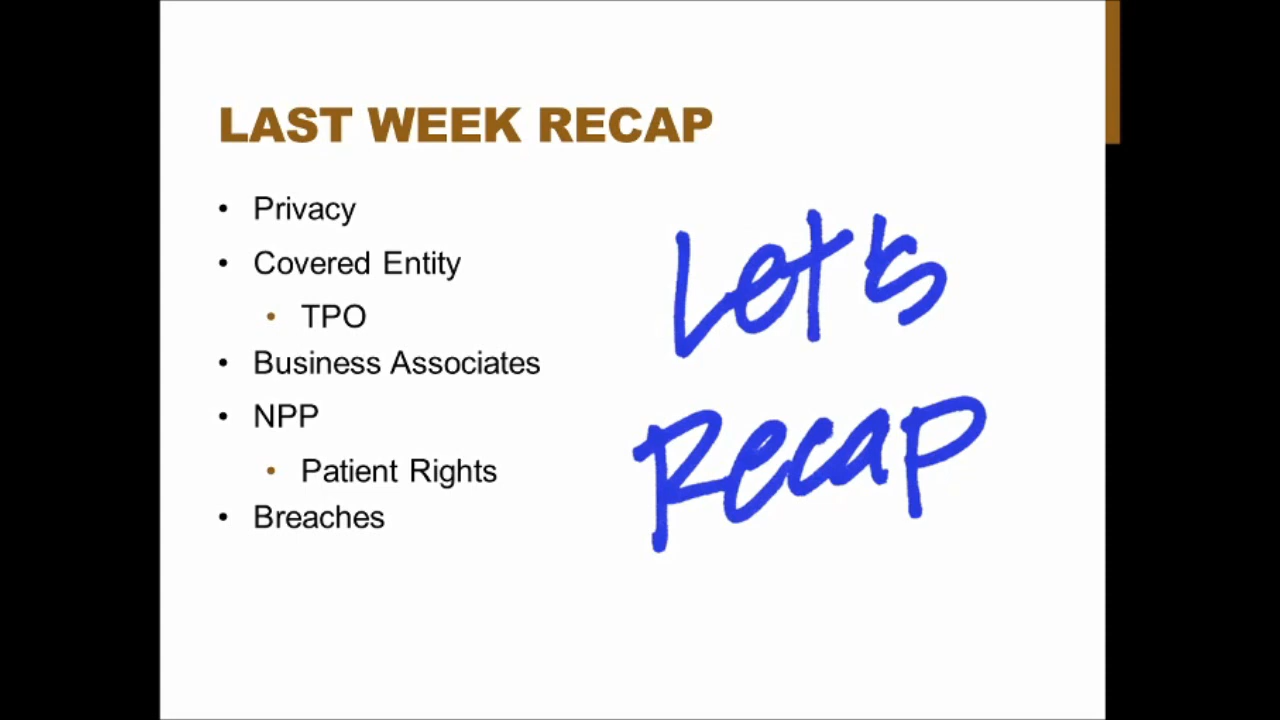 LAST WEEK RECAP
• Privacy
• Covered Entity
• TPO
• Business Associates
• NPP
• Patient Rights
• Breaches
Let's
Recap